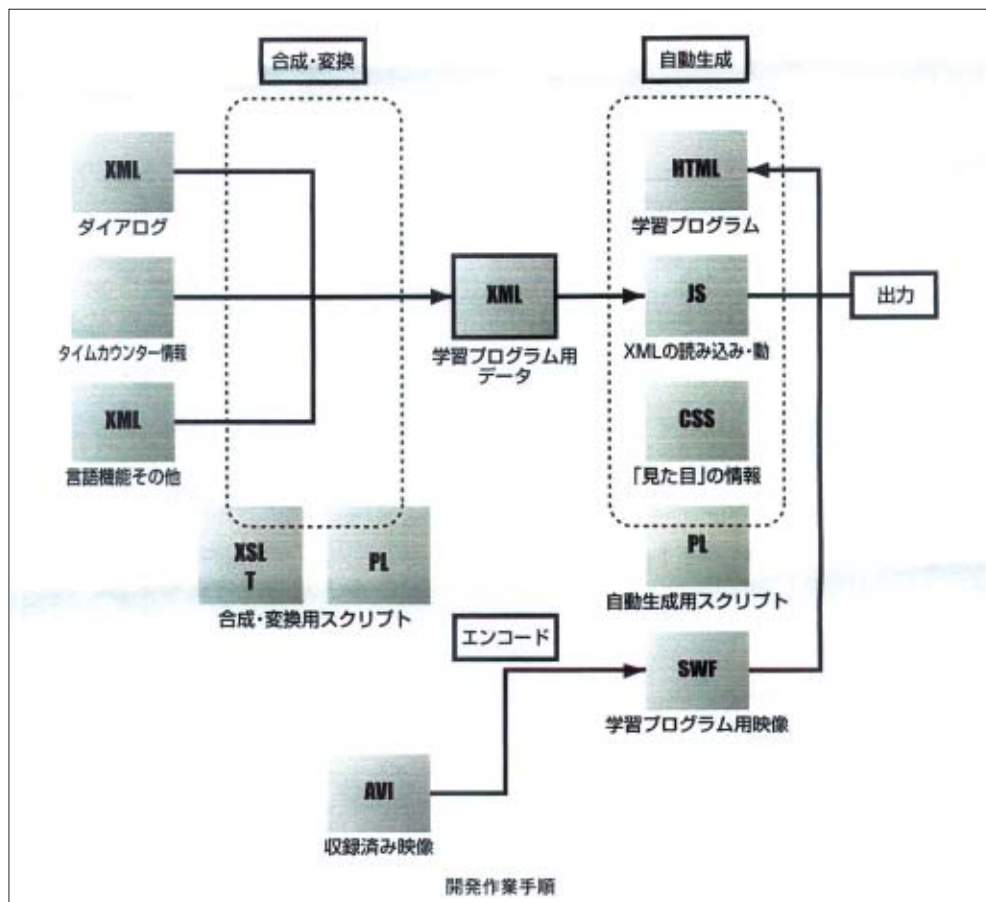 合成・変換
自動生成
XML
ダイアログ
HTML
学習プログラム
XML
学習プログラム用
データ
JS
XMLの読み込み・動
出力
タイムカウンター情報
XML
言語機能その他
CSS
「見た目」の情報
XSL
T
PL
合成・変換用スクリプト
PL
自動生成用スクリプト
エンコード
SWF
学習プログラム用映像
AVI
収録済み映像
開発作業手順